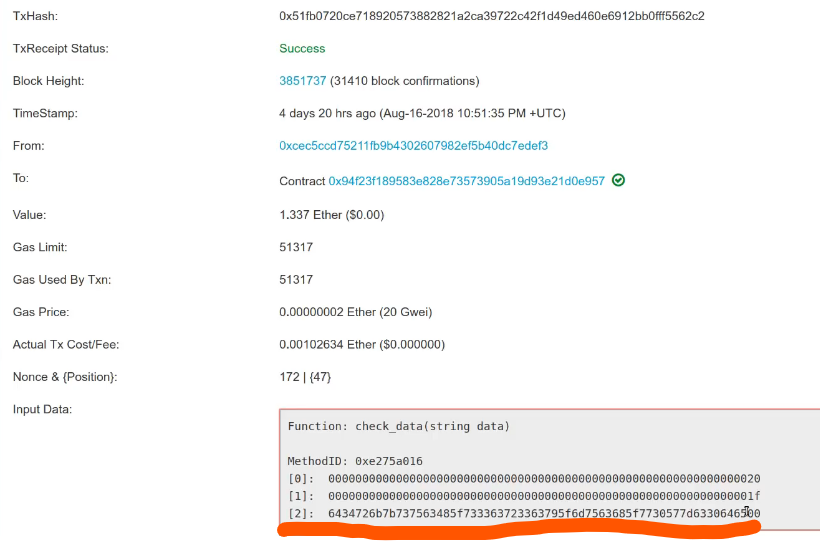 TxHash: 0x51fb0720ce718920573882821a2ca39722c42f1d49ed460e6912bb0fff5562c2
TxReceipt Status: Success
Block Height: 3851737 (31410 block confirmations)
TimeStamp: 4 days 20 hrs ago (Aug-16-2018 10:51:35 PM +UTC)
From: 0xcec5ccd75211fb9b4302607982ef5b40dc7edef3
To: Contract 0x94f23f189583e828e73573905a19d93e21d0e957
Value: 1.337 Ether ($0.00)
Gas Limit: 51317
Gas Used By Txn: 51317
Gas Price: 0.00000002 Ether (20 Gwei)
Actual Tx Cost/Fee: 0.00102634 Ether ($0.000000)
Nonce & {Position}: 172 | {47}
Input Data:
Function: check_data(string data)
MethodID: 0xe275a016
[0]: 0000000000000000000000000000000000000000000000000000000000000020
[1]: 000000000000000000000000000000000000000000000000000000000000001f
[2]: 6434726b7b737563485f733363723363795f6d7563685f7730577d6330646500